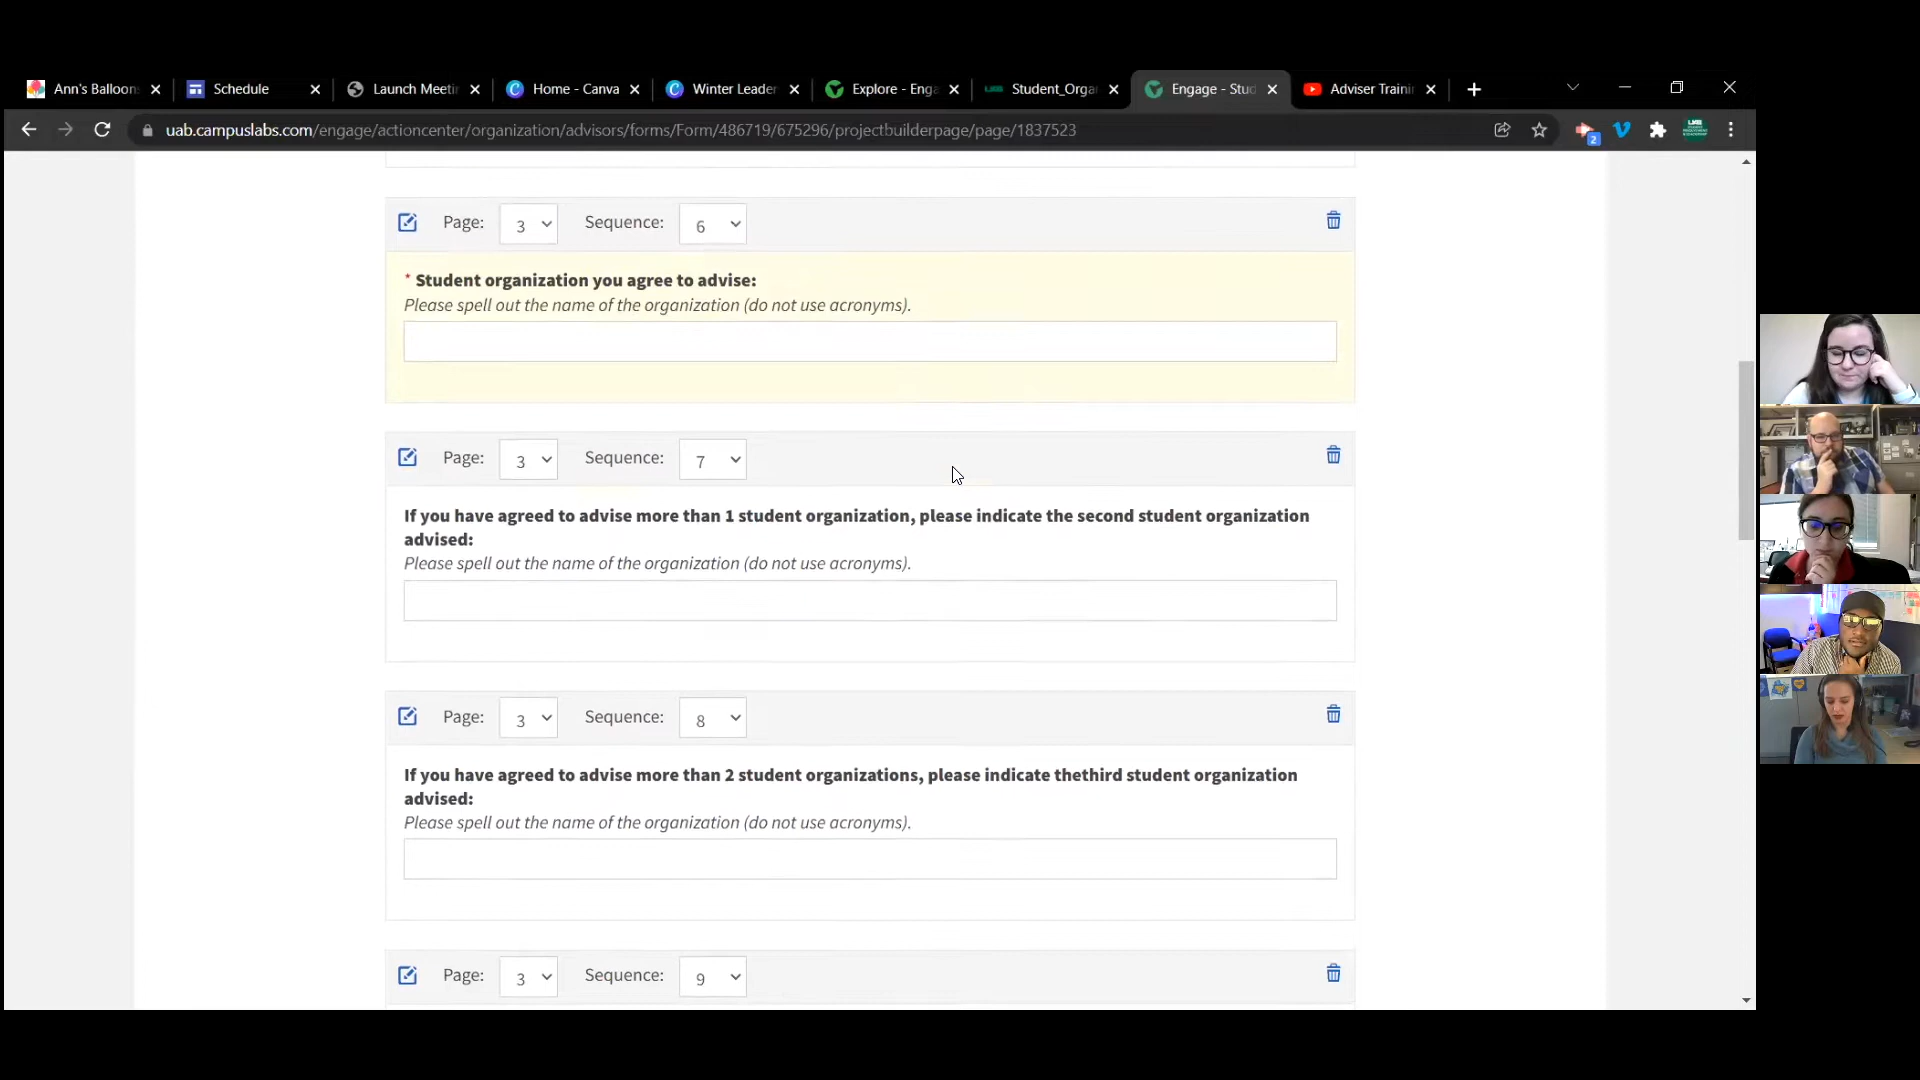 Ann's Balloon
Schedule
Launch Meeti
Home - Canva
Winter Leader
Explore - Enga
Student_Orga
Engage - Stud
Adviser Traini
uab.campuslabs.com/engage/actioncenter/organization/advisors/forms/Form/486719/675296/projectbuilderpage/page/1837523
2
Page: 3 Sequence: 6
* Student organization you agree to advise:
Please spell out the name of the organization (do not use acronyms).
Page: 3 Sequence: 7
If you have agreed to advise more than 1 student organization, please indicate the second student organization
advised:
Please spell out the name of the organization (do not use acronyms).
Page: 3 Sequence: 8
If you have agreed to advise more than 2 student organizations, please indicate thethird student organization
advised:
Please spell out the name of the organization (do not use acronyms).
Page: 3 Sequence: 9